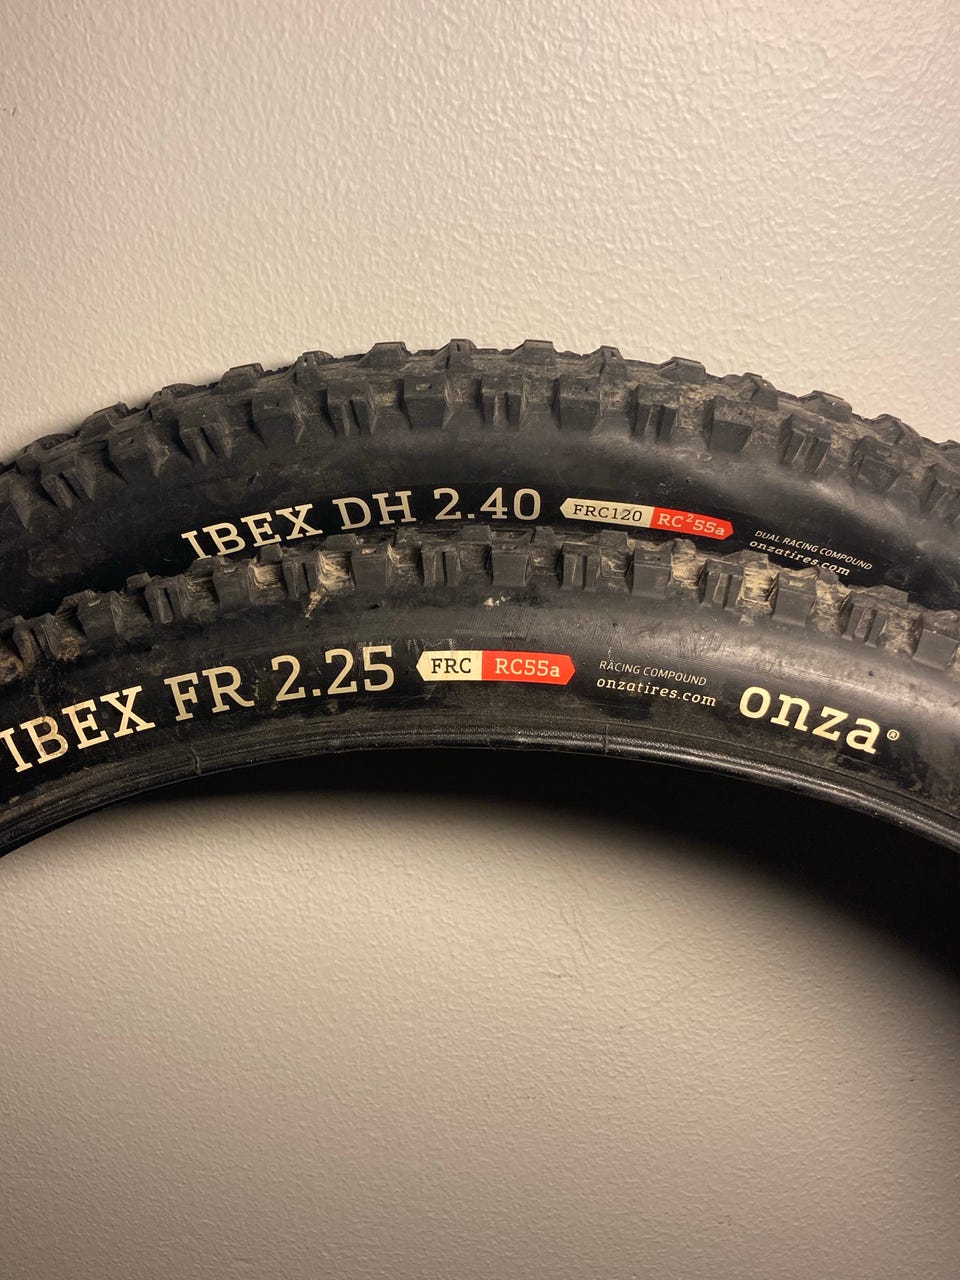 IBEX DH 2.40 FRC120 RC²55a
DUAL RACING COMPOUND
onzatires.com
IBEX FR 2.25 FRC RC55a
RACING COMPOUND
onzatires.com
onza®